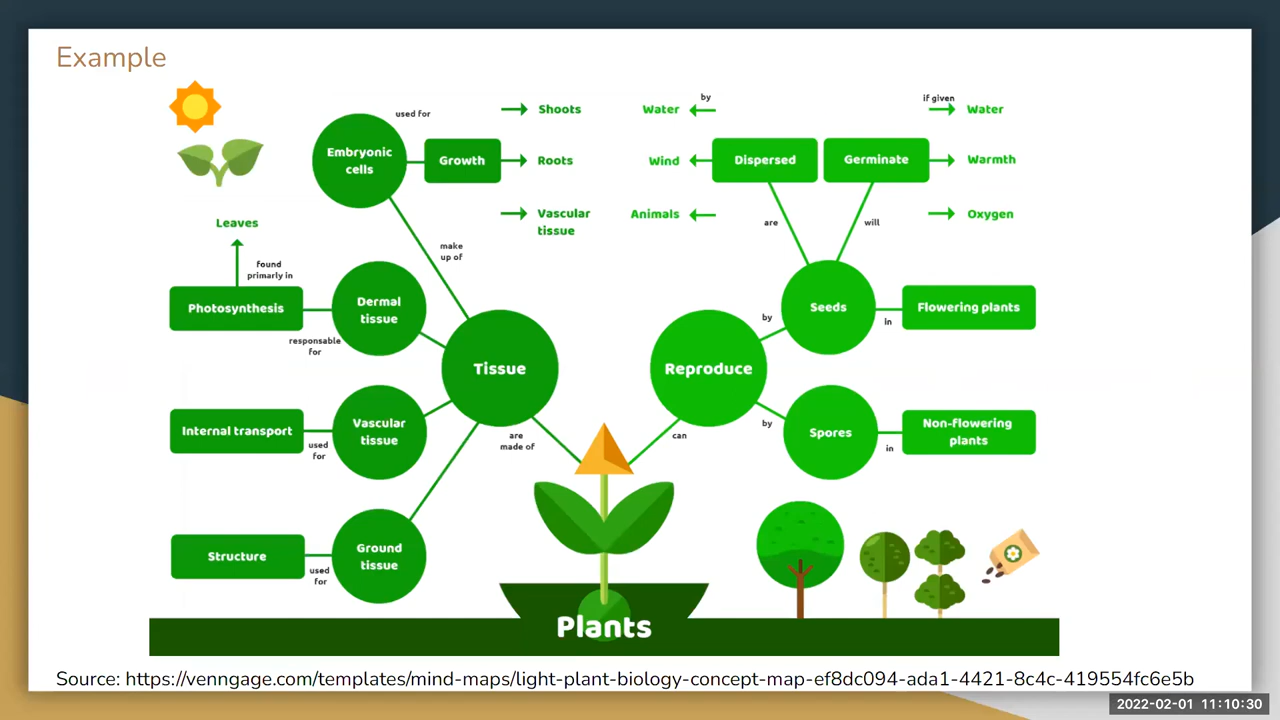 Example
used for
Shoots
Embryonic
cells
Growth
Roots
Vascular
tissue
make
up of
Leaves
found
primarily in
Photosynthesis
responsable
for
Dermal
tissue
Tissue
Internal transport
used
for
Vascular
tissue
Structure
used
for
Ground
tissue
are
made of
by
Water
Wind
Animals
Dispersed
are
if given
Water
Germinate
Warmth
Oxygen
will
Seeds
in
Flowering plants
by
Reproduce
can
by
Spores
in
Non-flowering
plants
Plants
Source: https://venngage.com/templates/mind-maps/light-plant-biology-concept-map-ef8dc094-ada1-4421-8c4c-419554fc6e5b
2022-02-01 11:10:30